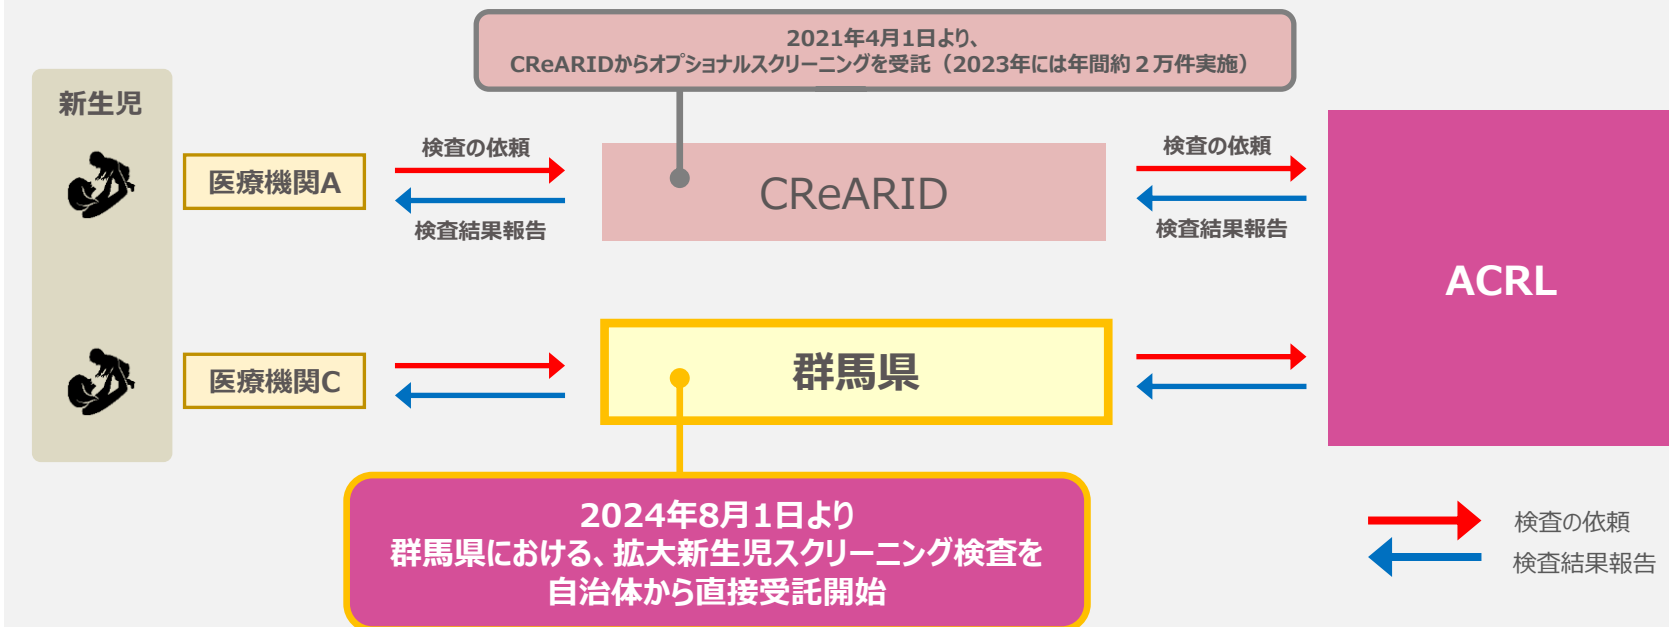 2021年4月1日より、
CReARIDからオプショナルスクリーニングを受託（2023年には年間約２万件実施）
新生児
医療機関A
検査の依頼
検査結果報告
CReARID
検査の依頼
検査結果報告
ACRL
医療機関C
群馬県
2024年8月1日より
群馬県における、拡大新生児スクリーニング検査を
自治体から直接受託開始
検査の依頼
検査結果報告